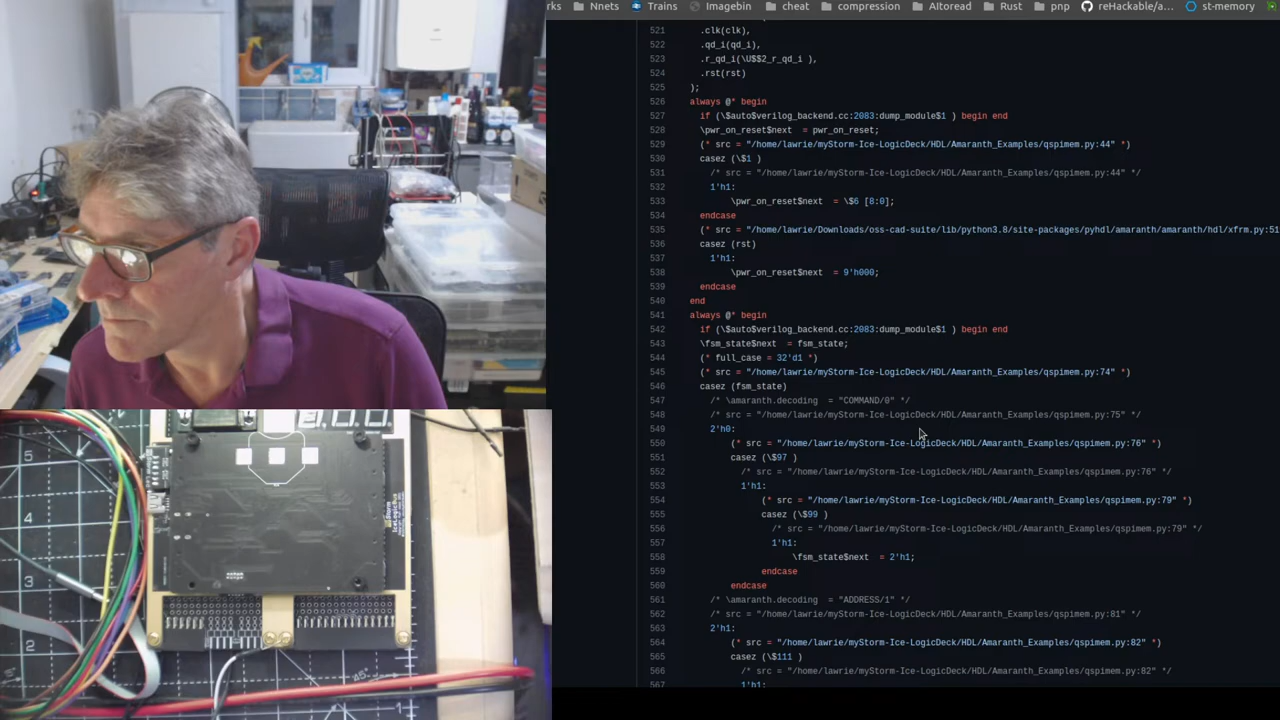 rks Nnets Trains Imagebin cheat compression AItoread Rust pnp reHackable/a… st-memory
521 .clk(clk),
522 .qd_i(qd_i),
523 .r_qd_i(\U$$2_r_qd_i ),
524 .rst(rst)
525 );
526 always @* begin
527 if (\$auto$verilog_backend.cc:2083:dump_module$1 ) begin end
528 \pwr_on_reset$next  = pwr_on_reset;
529 (* src = "/home/lawrie/myStorm-Ice-LogicDeck/HDL/Amaranth_Examples/qspimem.py:44" *)
530 casez (\$1 )
531 /* src = "/home/lawrie/myStorm-Ice-LogicDeck/HDL/Amaranth_Examples/qspimem.py:44" */
532 1'h1:
533 \pwr_on_reset$next  = \$6 [8:0];
534 endcase
535 (* src = "/home/lawrie/Downloads/oss-cad-suite/lib/python3.8/site-packages/pyhdl/amaranth/amaranth/hdl/xfrm.py:51
536 casez (rst)
537 1'h1:
538 \pwr_on_reset$next  = 9'h000;
539 endcase
540 end
541 always @* begin
542 if (\$auto$verilog_backend.cc:2083:dump_module$1 ) begin end
543 \fsm_state$next  = fsm_state;
544 (* full_case = 32'd1 *)
545 (* src = "/home/lawrie/myStorm-Ice-LogicDeck/HDL/Amaranth_Examples/qspimem.py:74" *)
546 casez (fsm_state)
547 /* \amaranth.decoding  = "COMMAND/0" */
548 /* src = "/home/lawrie/myStorm-Ice-LogicDeck/HDL/Amaranth_Examples/qspimem.py:75" */
549 2'h0:
550 (* src = "/home/lawrie/myStorm-Ice-LogicDeck/HDL/Amaranth_Examples/qspimem.py:76" *)
551 casez (\$97 )
552 /* src = "/home/lawrie/myStorm-Ice-LogicDeck/HDL/Amaranth_Examples/qspimem.py:76" */
553 1'h1:
554 (* src = "/home/lawrie/myStorm-Ice-LogicDeck/HDL/Amaranth_Examples/qspimem.py:79" *)
555 casez (\$99 )
556 /* src = "/home/lawrie/myStorm-Ice-LogicDeck/HDL/Amaranth_Examples/qspimem.py:79" */
557 1'h1:
558 \fsm_state$next  = 2'h1;
559 endcase
560 endcase
561 /* \amaranth.decoding  = "ADDRESS/1" */
562 /* src = "/home/lawrie/myStorm-Ice-LogicDeck/HDL/Amaranth_Examples/qspimem.py:81" */
563 2'h1:
564 (* src = "/home/lawrie/myStorm-Ice-LogicDeck/HDL/Amaranth_Examples/qspimem.py:82" *)
565 casez (\$111 )
566 /* src = "/home/lawrie/myStorm-Ice-LogicDeck/HDL/Amaranth_Examples/qspimem.py:82" */
567 1'h1:
5
4
3
2
1
45